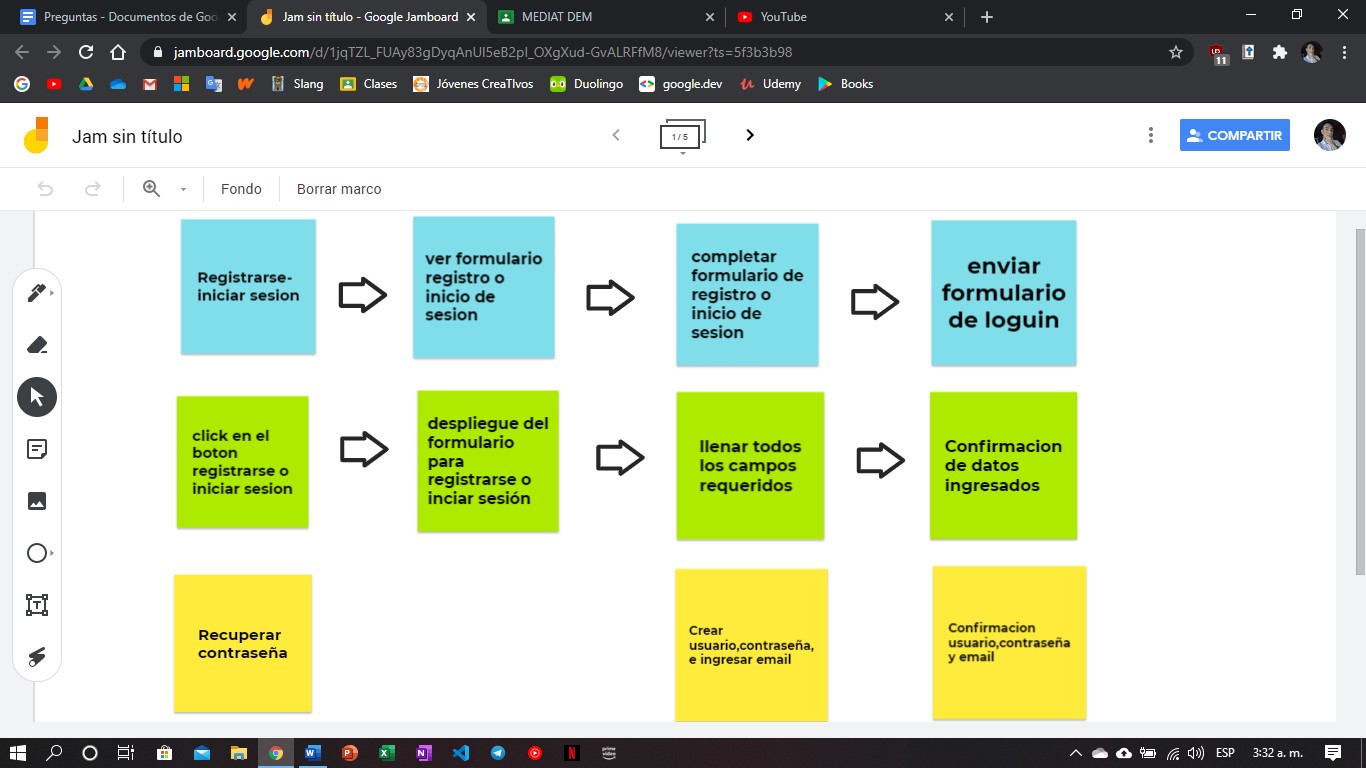 Preguntas - Documentos de Goo
Jam sin título - Google Jamboard
MEDIAT DEM
YouTube
jamboard.google.com/d/1jqTZL_FUAy83gDyqAnUI5eB2pl_OXgXud-GvALRFfM8/viewer?ts=5f3b3b98
11
Slang
Clases
Jóvenes CreaTIvos
Duolingo
google.dev
Udemy
Books
Jam sin título
1 / 5
COMPARTIR
Fondo
Borrar marco
Registrarse-
iniciar sesion
ver formulario
registro o
inicio de
sesion
completar
formulario de
registro o
inicio de
sesion
enviar
formulario
de loguin
click en el
boton
registrarse o
iniciar sesion
despliegue del
formulario
para
registrarse o
inciar sesión
llenar todos
los campos
requeridos
Confirmacion
de datos
ingresados
Recuperar
contraseña
Crear
usuario,contraseña,
e ingresar email
Confirmacion
usuario,contraseña
y email
ESP
3:32 a. m.